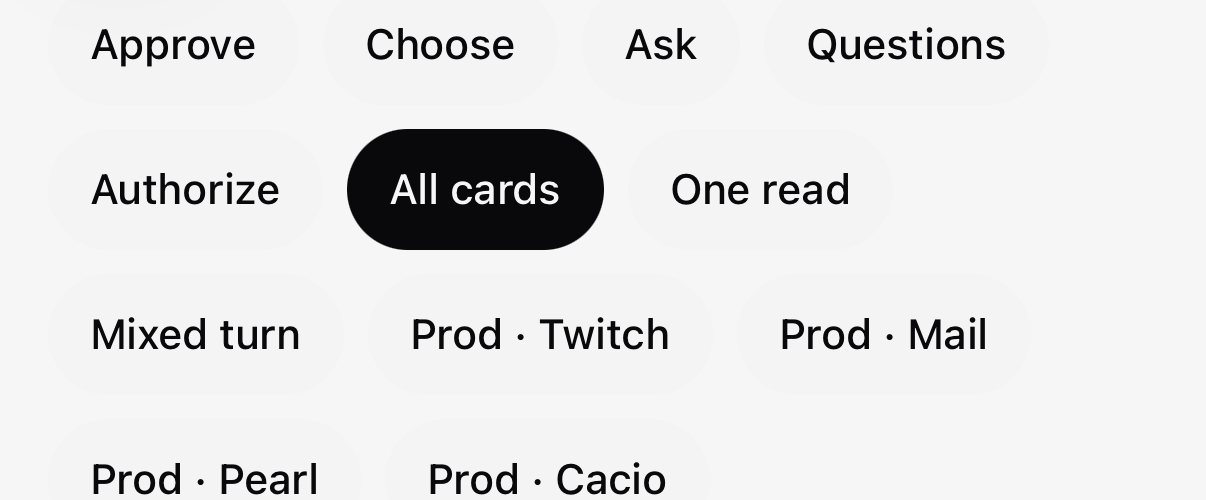 Approve Choose Ask Questions
Authorize All cards One read
Mixed turn Prod · Twitch Prod · Mail
Prod · Pearl Prod · Cacio